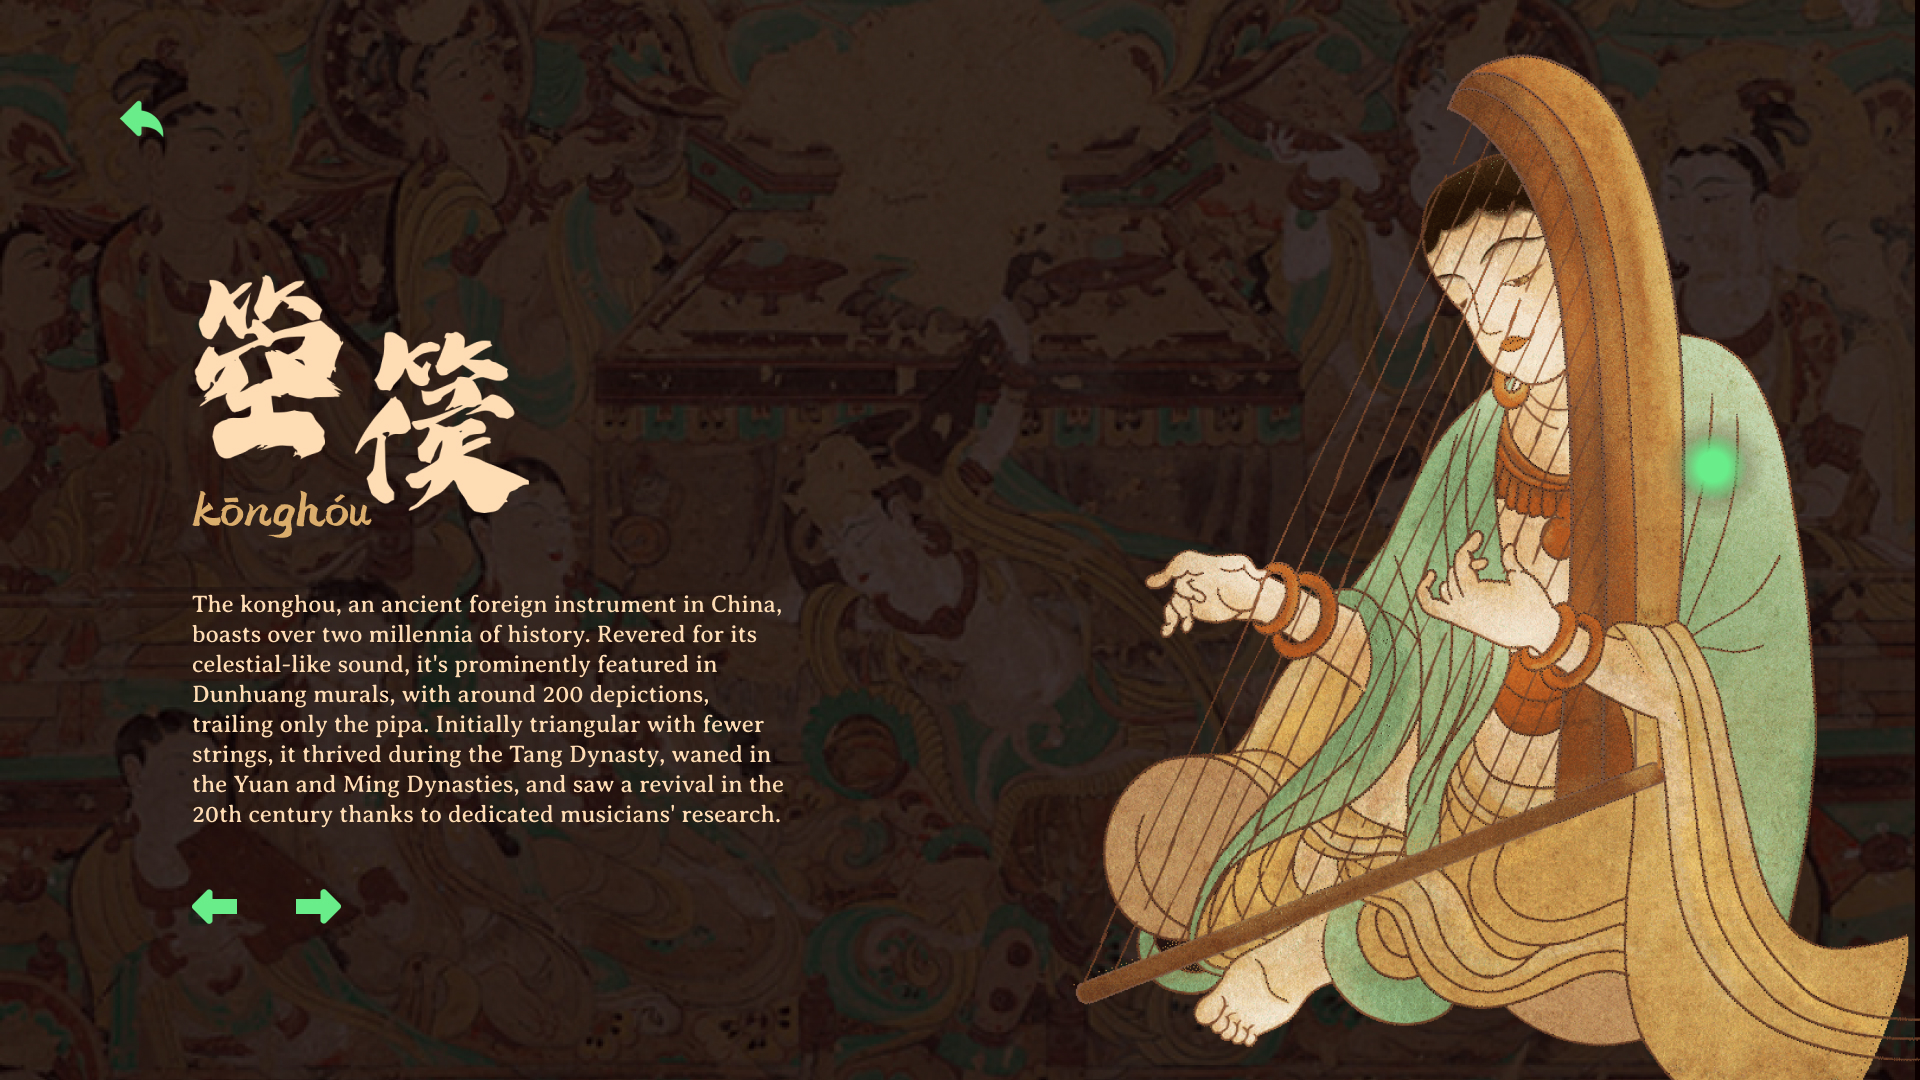 箜篌
kōnghóu
The konghou, an ancient foreign instrument in China,
boasts over two millennia of history. Revered for its
celestial-like sound, it's prominently featured in
Dunhuang murals, with around 200 depictions,
trailing only the pipa. Initially triangular with fewer
strings, it thrived during the Tang Dynasty, waned in
the Yuan and Ming Dynasties, and saw a revival in the
20th century thanks to dedicated musicians' research.